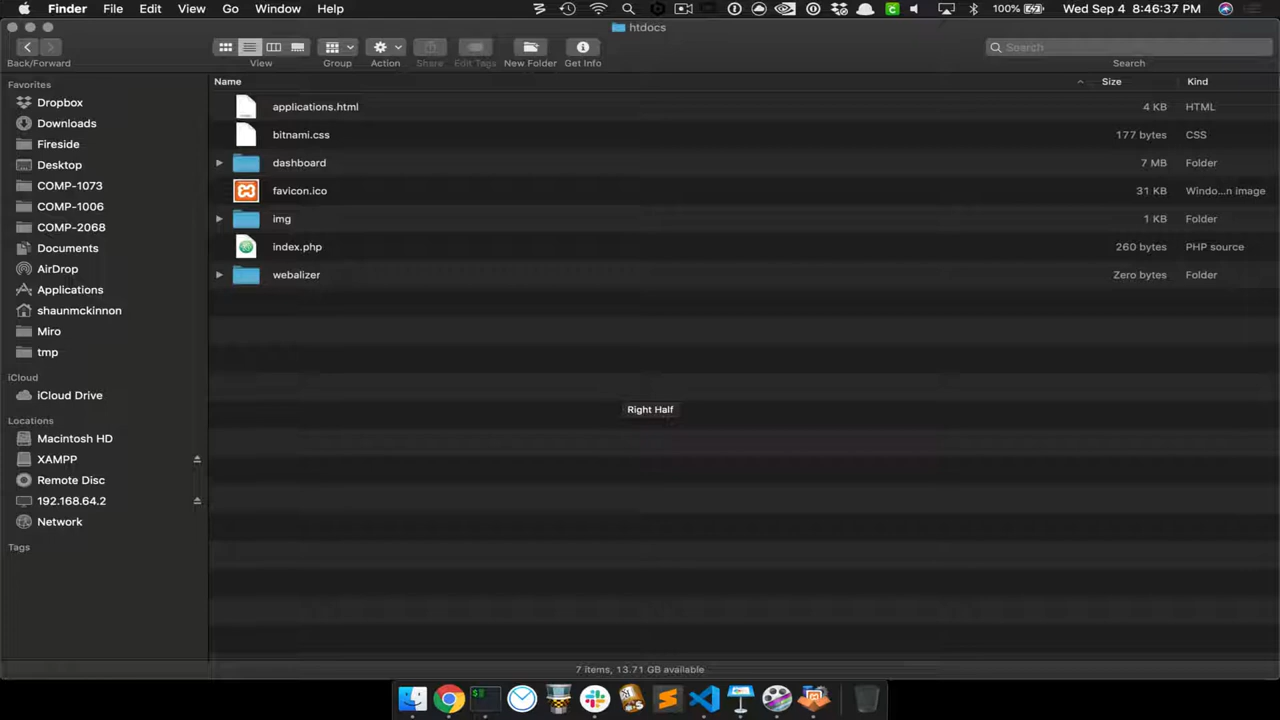 Finder File Edit View Go Window Help 100% Wed Sep 4 8:46:37 PM
htdocs
Search
Back/Forward View Group Action Share Edit Tags New Folder Get Info Search
Favorites
Dropbox
Downloads
Fireside
Desktop
COMP-1073
COMP-1006
COMP-2068
Documents
AirDrop
Applications
shaunmckinnon
Miro
tmp
iCloud
iCloud Drive
Locations
Macintosh HD
XAMPP
Remote Disc
192.168.64.2
Network
Tags
Name Size Kind
applications.html 4 KB HTML
bitnami.css 177 bytes CSS
dashboard 7 MB Folder
favicon.ico 31 KB Windo...n image
img 1 KB Folder
index.php 260 bytes PHP source
webalizer Zero bytes Folder
Right Half
7 items, 13.71 GB available